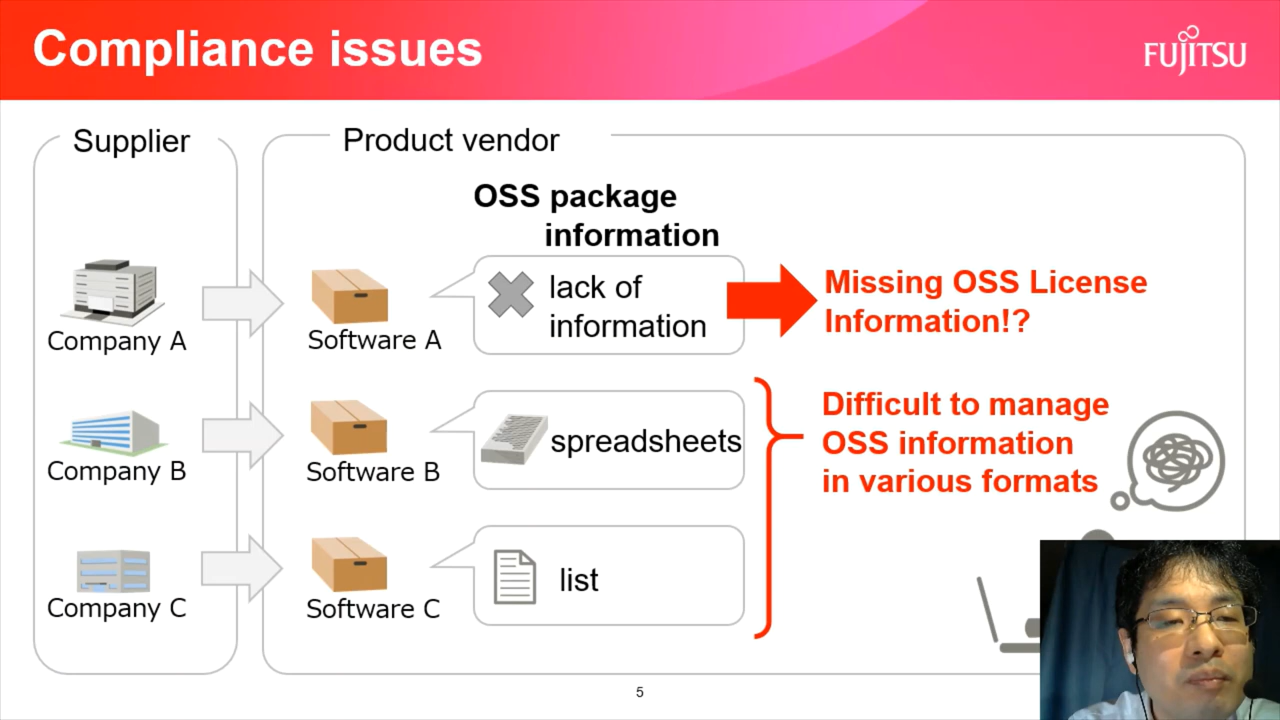 Compliance issues
FUJITSU
Supplier
Product vendor
OSS package
information
Company A
Software A
lack of
information
Missing OSS License
Information!?
Company B
Software B
spreadsheets
Difficult to manage
OSS information
in various formats
Company C
Software C
list
5